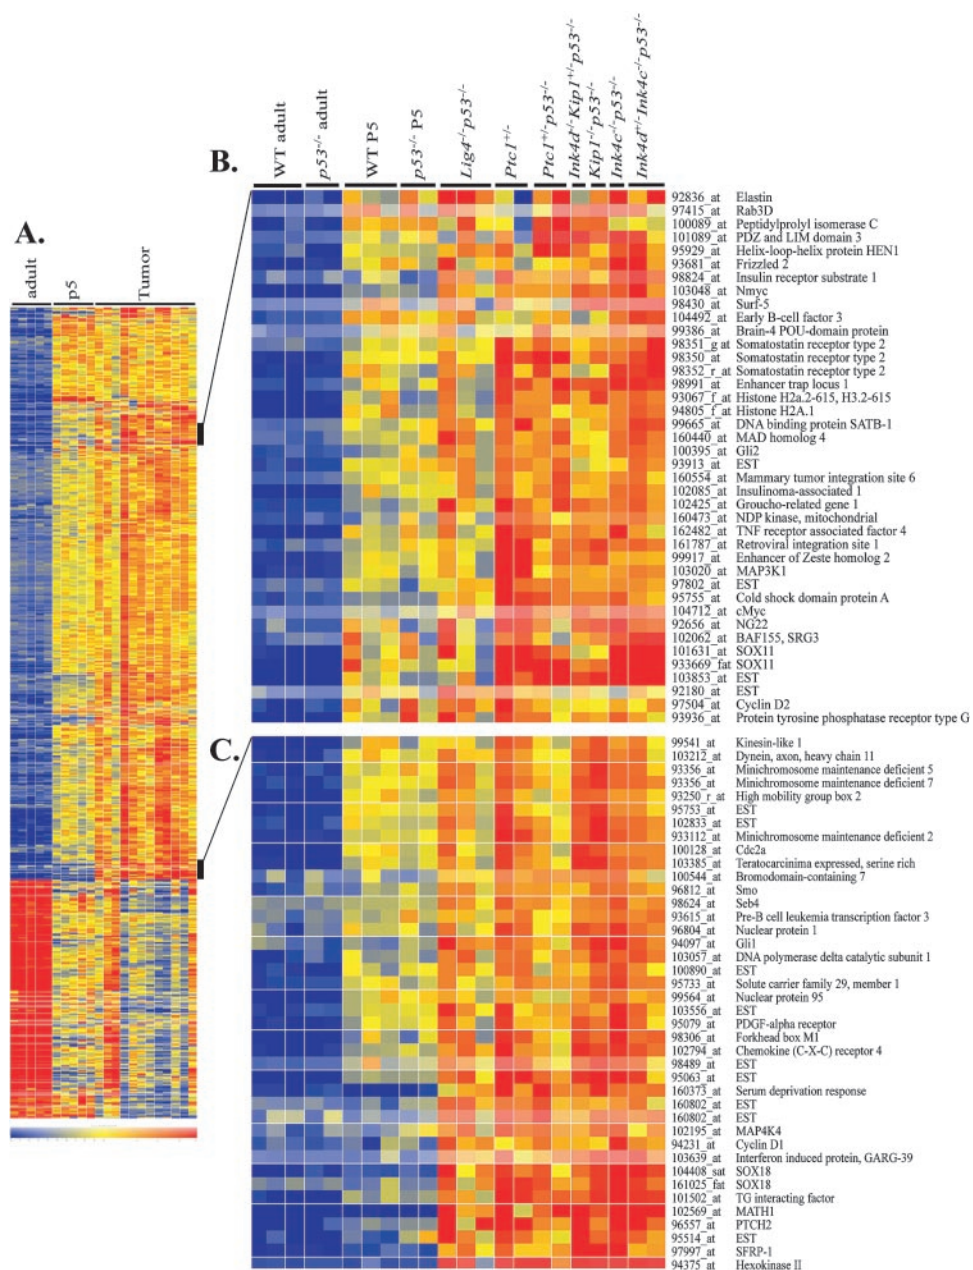 A.
adult
p5
Tumor
B.
WT adult
p53-/- adult
WT P5
p53-/- P5
Lig4-/-p53-/-
Ptc1+/-
Ptc1+/-p53-/-
Ink4d-/-Kip1+/-p53-/-
Kip1-/-p53-/-
Ink4c-/-p53-/-
Ink4d+/-Ink4c-/-p53-/-
92836_at Elastin
97415_at Rab3D
100089_at Peptidylprolyl isomerase C
101089_at PDZ and LIM domain 3
95929_at Helix-loop-helix protein HEN1
93681_at Frizzled 2
98824_at Insulin receptor substrate 1
103048_at Nmyc
98430_at Surf-5
104492_at Early B-cell factor 3
99386_at Brain-4 POU-domain protein
98351_g at Somatostatin receptor type 2
98350_at Somatostatin receptor type 2
98352_r_at Somatostatin receptor type 2
98991_at Enhancer trap locus 1
93067_f_at Histone H2a.2-615, H3.2-615
94805_f_at Histone H2A.1
99665_at DNA binding protein SATB-1
160440_at MAD homolog 4
100395_at Gli2
93913_at EST
160554_at Mammary tumor integration site 6
102085_at Insulinoma-associated 1
102425_at Groucho-related gene 1
160473_at NDP kinase, mitochondrial
162482_at TNF receptor associated factor 4
161787_at Retroviral integration site 1
99917_at Enhancer of Zeste homolog 2
103020_at MAP3K1
97802_at EST
95755_at Cold shock domain protein A
104712_at cMyc
92656_at NG22
102062_at BAF155, SRG3
101631_at SOX11
933669_fat SOX11
103853_at EST
92180_at EST
97504_at Cyclin D2
93936_at Protein tyrosine phosphatase receptor type G
C.
99541_at Kinesin-like 1
103212_at Dynein, axon, heavy chain 11
93356_at Minichromosome maintenance deficient 5
93356_at Minichromosome maintenance deficient 7
93250_r_at High mobility group box 2
95753_at EST
102833_at EST
933112_at Minichromosome maintenance deficient 2
100128_at Cdc2a
103385_at Teratocarcinima expressed, serine rich
100544_at Bromodomain-containing 7
96812_at Smo
98624_at Seb4
93615_at Pre-B cell leukemia transcription factor 3
96804_at Nuclear protein 1
94097_at Gli1
103057_at DNA polymerase delta catalytic subunit 1
100890_at EST
95733_at Solute carrier family 29, member 1
99564_at Nuclear protein 95
103556_at EST
95079_at PDGF-alpha receptor
98306_at Forkhead box M1
102794_at Chemokine (C-X-C) receptor 4
98489_at EST
95063_at EST
160373_at Serum deprivation response
160802_at EST
160802_at EST
102195_at MAP4K4
94231_at Cyclin D1
103639_at Interferon induced protein, GARG-39
104408_sat SOX18
161025_fat SOX18
101502_at TG interacting factor
102569_at MATH1
96557_at PTCH2
95514_at EST
97997_at SFRP-1
94375_at Hexokinase II